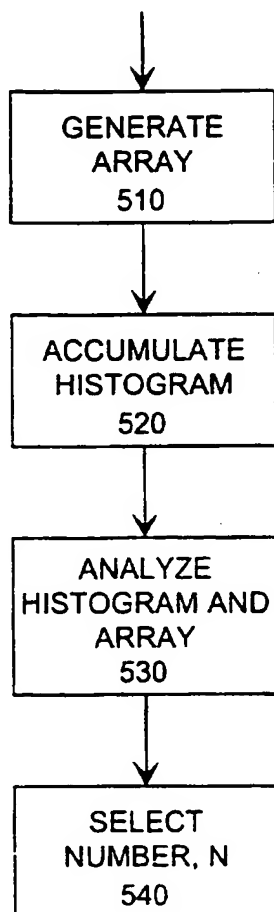 GENERATE
ARRAY
510
ACCUMULATE
HISTOGRAM
520
ANALYZE
HISTOGRAM AND
ARRAY
530
SELECT
NUMBER, N
540